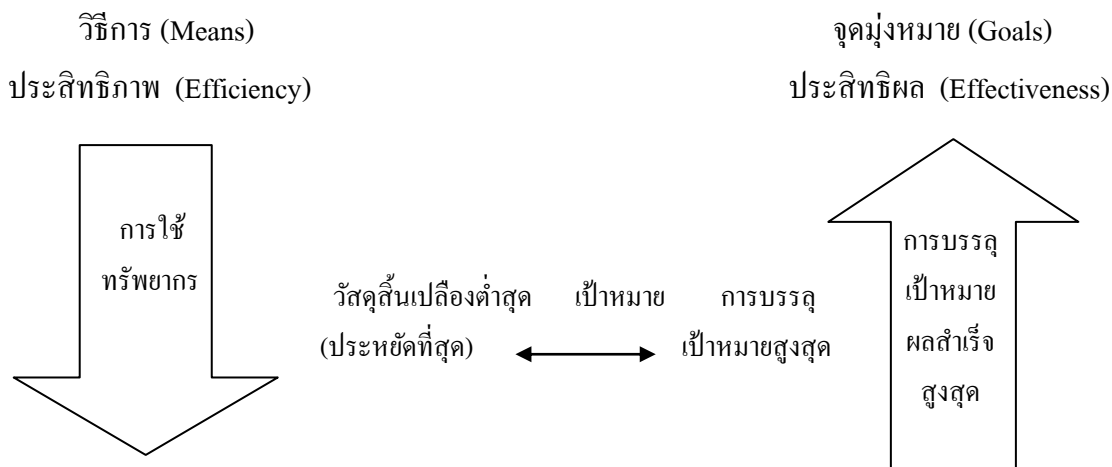 วิธีการ (Means)
ประสิทธิภาพ (Efficiency)
จุดมุ่งหมาย (Goals)
ประสิทธิผล (Effectiveness)
การใช้
ทรัพยากร
วัสดุสิ้นเปลืองต่ำสุด
(ประหยัดที่สุด)
เป้าหมาย
การบรรลุ
เป้าหมายสูงสุด
การบรรลุ
เป้าหมาย
ผลสำเร็จ
สูงสุด